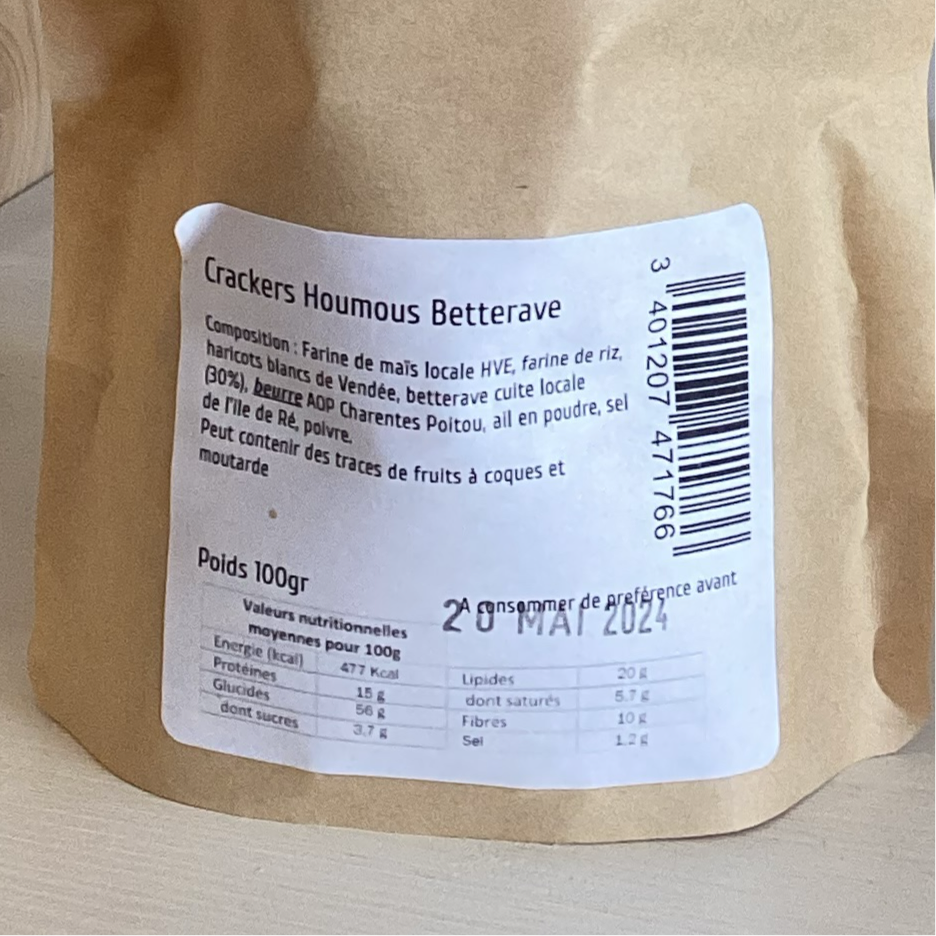 Crackers Houmous Betterave
Composition : Farine de maïs locale HVE, farine de riz,
haricots blancs de Vendée, betterave cuite locale
(30%), beurre AOP Charentes Poitou, ail en poudre, sel
de l'île de Ré, poivre.
Peut contenir des traces de fruits à coques et
moutarde
3 401207 471766
Poids 100gr
A consommer de preférence avant
20 MAI 2024
Valeurs nutritionnelles
moyennes pour 100g
Energie (kcal) 477 Kcal
Protéines 15 g
Glucides 56 g
dont sucres 3,7 g
Lipides 20 g
dont saturés 5,7 g
Fibres 10 g
Sel 1,2 g